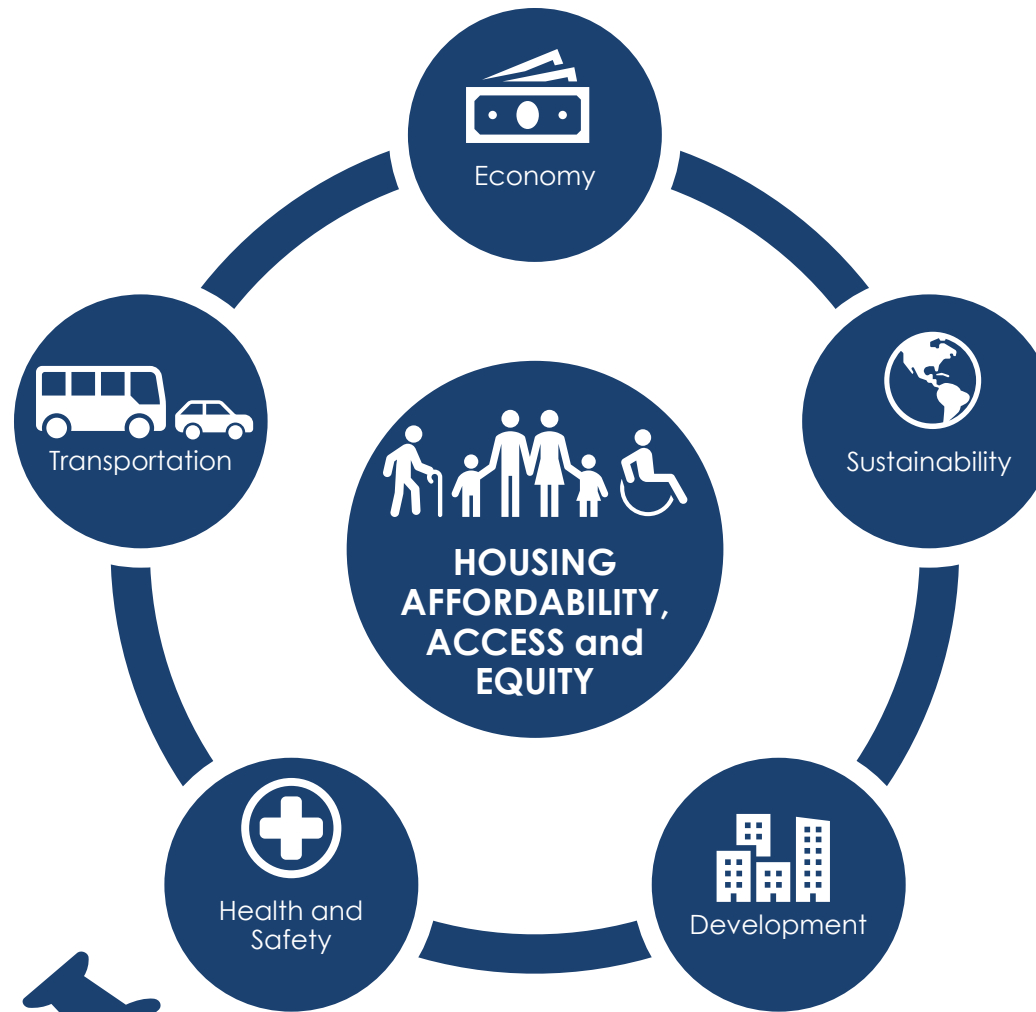 Economy
Transportation
Sustainability
HOUSING
AFFORDABILITY,
ACCESS and
EQUITY
Health and
Safety
Development